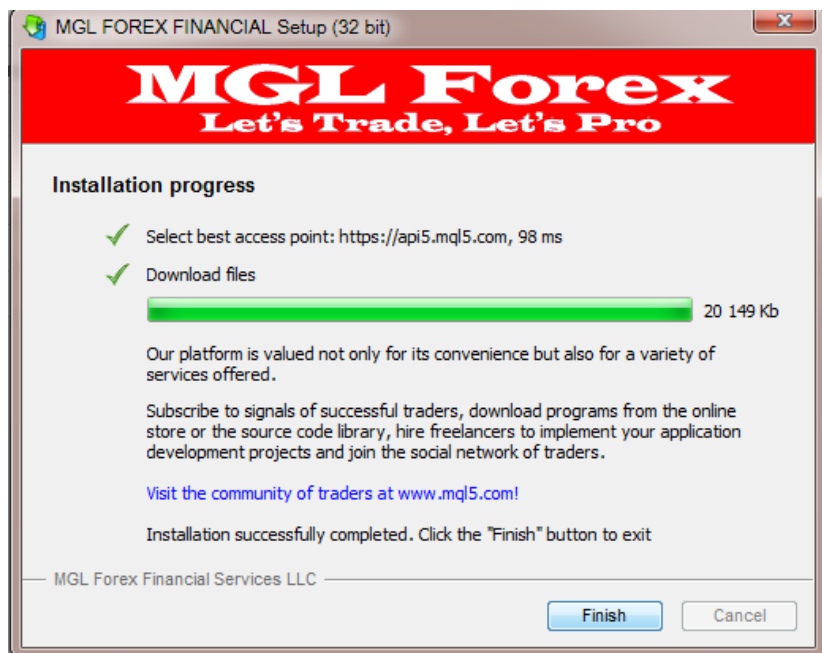 MGL FOREX FINANCIAL Setup (32 bit)
MGL Forex
Let's Trade, Let's Pro
Installation progress
Select best access point: https://api5.mql5.com, 98 ms
Download files
20 149 Kb
Our platform is valued not only for its convenience but also for a variety of
services offered.
Subscribe to signals of successful traders, download programs from the online
store or the source code library, hire freelancers to implement your application
development projects and join the social network of traders.
Visit the community of traders at www.mql5.com!
Installation successfully completed. Click the "Finish" button to exit
MGL Forex Financial Services LLC
Finish
Cancel